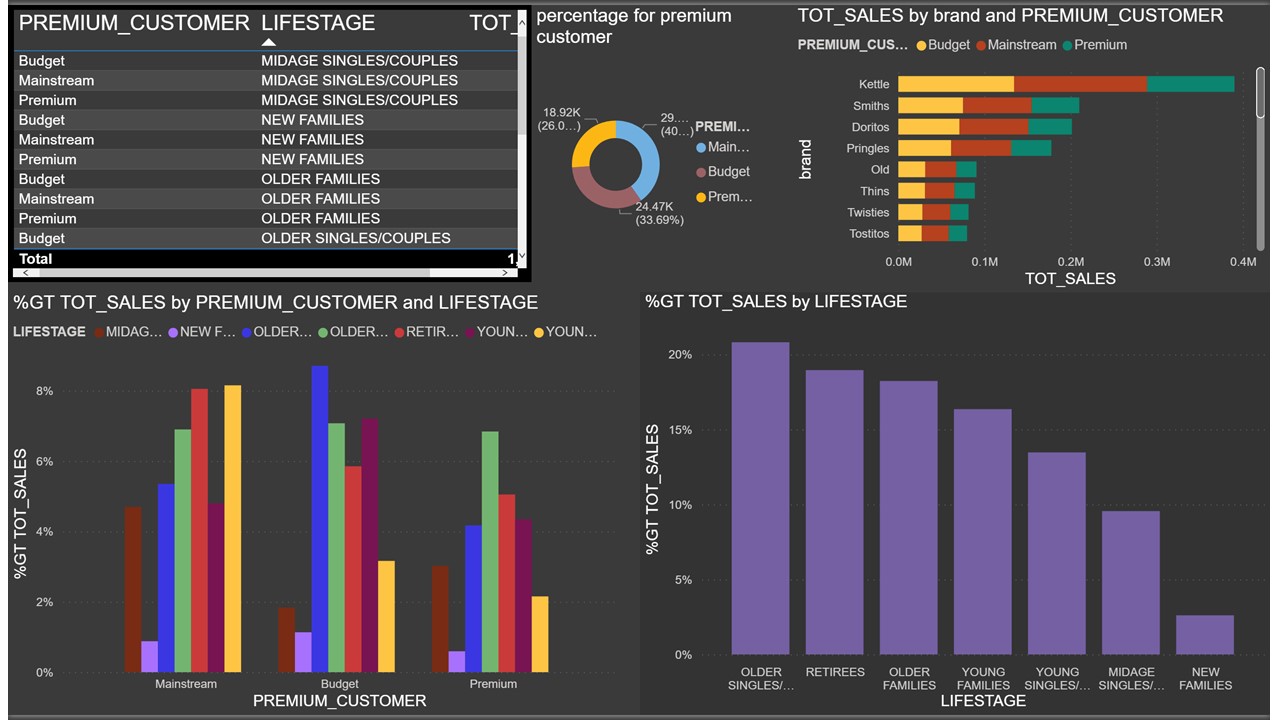 PREMIUM_CUSTOMER LIFESTAGE TOT_
Budget MIDAGE SINGLES/COUPLES
Mainstream MIDAGE SINGLES/COUPLES
Premium MIDAGE SINGLES/COUPLES
Budget NEW FAMILIES
Mainstream NEW FAMILIES
Premium NEW FAMILIES
Budget OLDER FAMILIES
Mainstream OLDER FAMILIES
Premium OLDER FAMILIES
Budget OLDER SINGLES/COUPLES
Total 1,
percentage for premium
customer
18.92K
(26.0…)
29.…
(40…)
24.47K
(33.69%)
PREMI…
Main…
Budget
Prem…
TOT_SALES by brand and PREMIUM_CUSTOMER
PREMIUM_CUS… Budget Mainstream Premium
brand
Kettle
Smiths
Doritos
Pringles
Old
Thins
Twisties
Tostitos
0.0M 0.1M 0.2M 0.3M 0.4M
TOT_SALES
%GT TOT_SALES by PREMIUM_CUSTOMER and LIFESTAGE
LIFESTAGE MIDAG… NEW F… OLDER… OLDER… RETIR… YOUN… YOUN…
%GT TOT_SALES
8%
6%
4%
2%
0%
Mainstream Budget Premium
PREMIUM_CUSTOMER
%GT TOT_SALES by LIFESTAGE
%GT TOT_SALES
20%
15%
10%
5%
0%
OLDER RETIREES OLDER YOUNG YOUNG MIDAGE NEW
SINGLES/… FAMILIES FAMILIES SINGLES/… SINGLES/… FAMILIES
LIFESTAGE